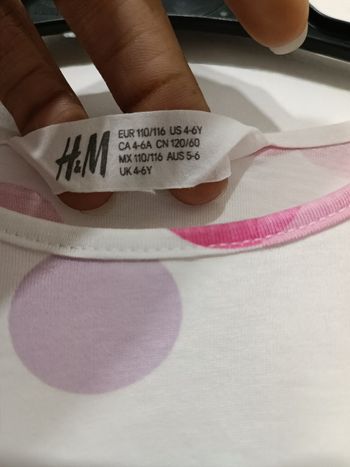 H&M
EUR 110/116 US 4-6Y
CA 4-6A CN 120/60
MX 110/116 AUS 5-6
UK 4-6Y